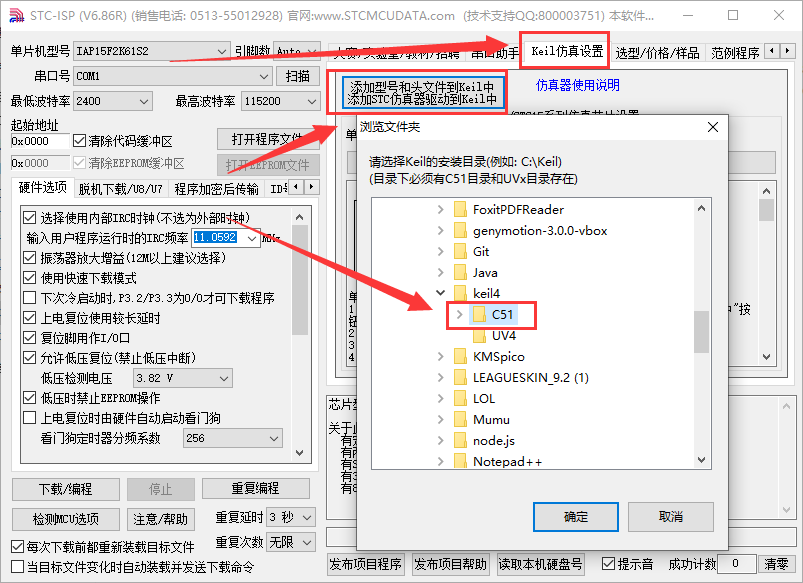 STC-ISP (V6.86R) (销售电话: 0513-55012928) 官网:www.STCMCUDATA.com (技术支持QQ:800003751) 本软件...
单片机型号 IAP15F2K61S2 引脚数 Auto
串口助手 Keil仿真设置 选型/价格/样品 范例程序
串口号 COM1 扫描
最低波特率 2400 最高波特率 115200
添加型号和头文件到Keil中
添加STC仿真器驱动到Keil中
仿真器使用说明
起始地址
0x0000 清除代码缓冲区 打开程序文件
0x0000 清除EEPROM缓冲区 打开EEPROM文件
硬件选项 脱机下载/U8/U7 程序加密后传输 ID号
选择使用内部IRC时钟(不选为外部时钟)
输入用户程序运行时的IRC频率 11.0592 MHz
振荡器放大增益(12M以上建议选择)
使用快速下载模式
下次冷启动时,P3.2/P3.3为0/0才可下载程序
上电复位使用较长延时
复位脚用作I/O口
允许低压复位(禁止低压中断)
低压检测电压 3.82 V
低压时禁止EEPROM操作
上电复位时由硬件自动启动看门狗
看门狗定时器分频系数 256
浏览文件夹
请选择Keil的安装目录(例如: C:\Keil)
(目录下必须有C51目录和UVx目录存在)
FoxitPDFReader
genymotion-3.0.0-vbox
Git
Java
keil4
C51
UV4
KMSpico
LEAGUESKIN_9.2 (1)
LOL
Mumu
node.js
Notepad++
确定 取消
单
单
钮
2
3
4
中"按
芯片型
关于此
有
有
有
有
有8
下载/编程 停止 重复编程
检测MCU选项 注意/帮助 重复延时 3 秒
重复次数 无限
每次下载前都重新装载目标文件
当目标文件变化时自动装载并发送下载命令
发布项目程序 发布项目帮助 读取本机硬盘号 提示音 成功计数 0 清零